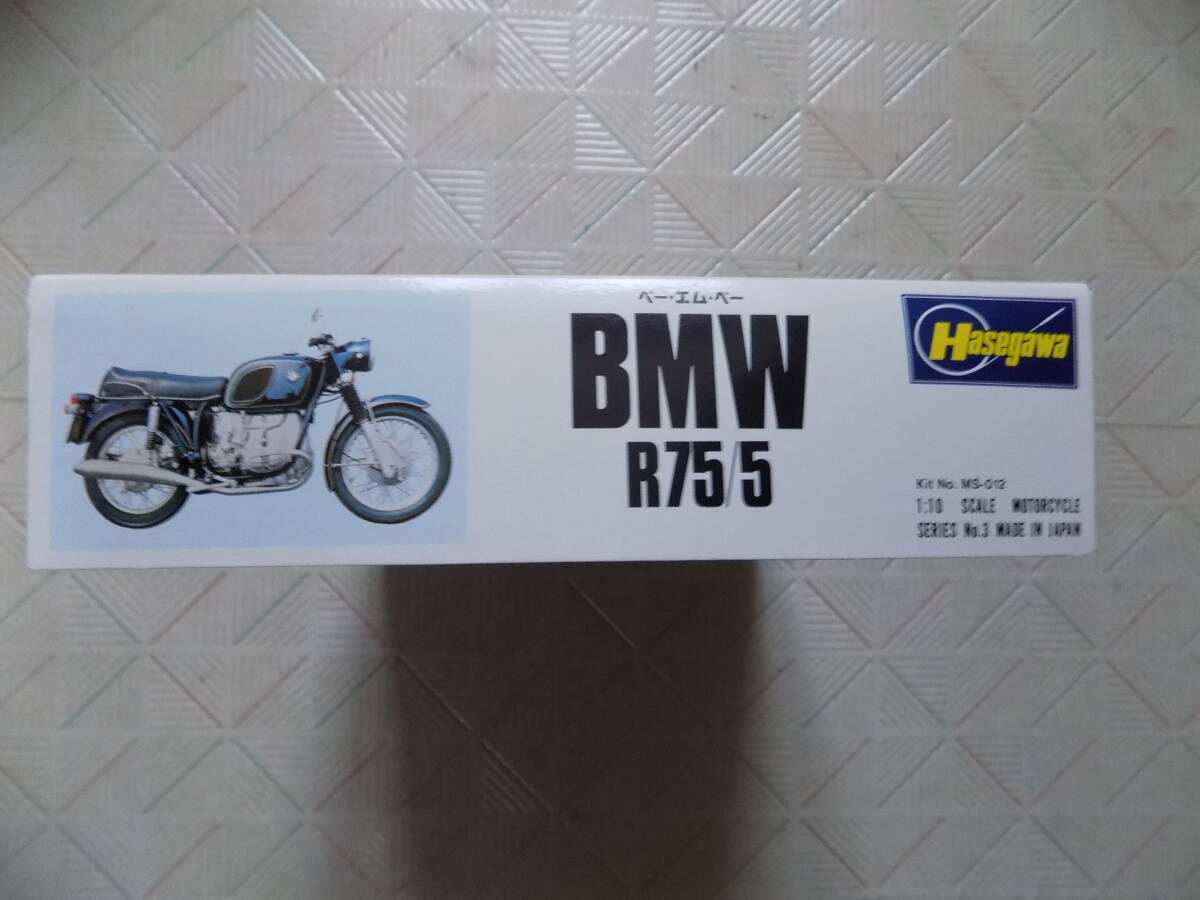 ベー・エム・ベー
BMW
R75/5
Hasegawa
Kit No. MS-012
1:10 SCALE MOTORCYCLE
SERIES No.3 MADE IN JAPAN